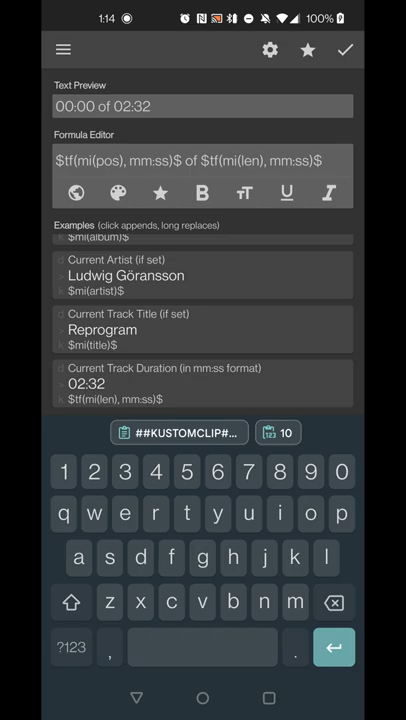 1:14
100%
Text Preview
00:00 of 02:32
Formula Editor
$tf(mi(pos), mm:ss)$ of $tf(mi(len), mm:ss)$
B TT U I
Examples (click appends, long replaces)
k $mi(album)$
d Current Artist (if set)
> Ludwig Göransson
k $mi(artist)$
d Current Track Title (if set)
> Reprogram
k $mi(title)$
d Current Track Duration (in mm:ss format)
> 02:32
k $tf(mi(len), mm:ss)$
##KUSTOMCLIP#... 123 10
1 2 3 4 5 6 7 8 9 0
q w e r t y u i o p
a s d f g h j k l
z x c v b n m
?123 , .